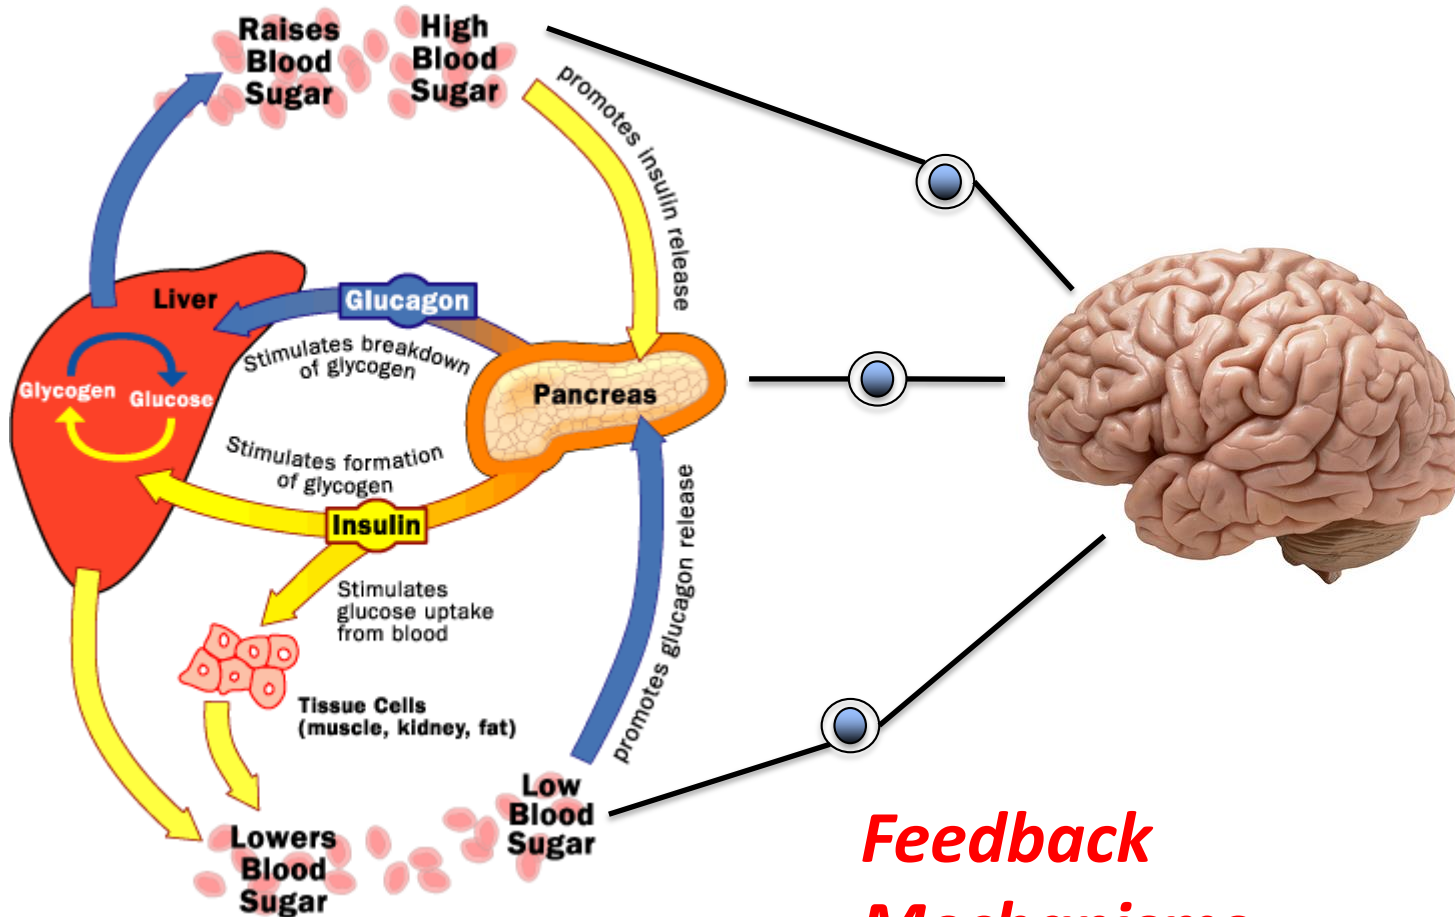 Raises
Blood
Sugar
High
Blood
Sugar
promotes insulin release
Liver
Glucagon
Stimulates breakdown
of glycogen
Glycogen
Glucose
Pancreas
Stimulates formation
of glycogen
Insulin
Stimulates
glucose uptake
from blood
promotes glucagon release
Tissue Cells
(muscle, kidney, fat)
Low
Blood
Sugar
Lowers
Blood
Sugar
Feedback
Mechanisms